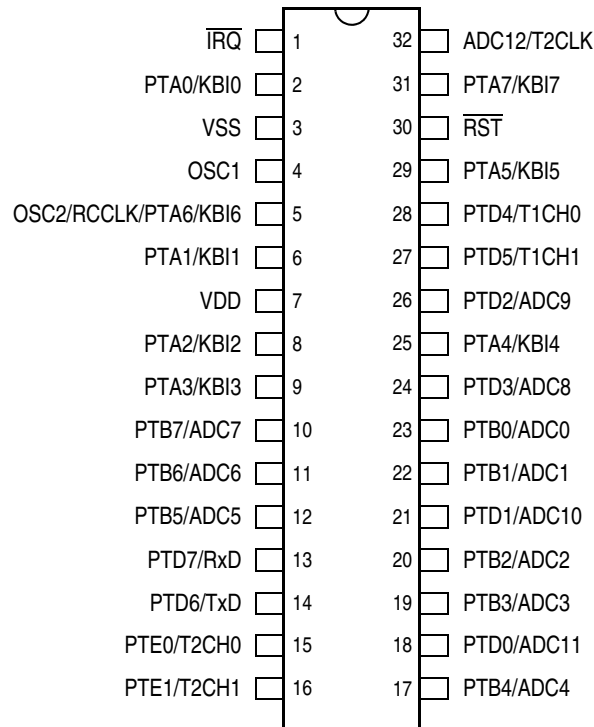 IRQ 1 32 ADC12/T2CLK
PTA0/KBI0 2 31 PTA7/KBI7
VSS 3 30 RST
OSC1 4 29 PTA5/KBI5
OSC2/RCCLK/PTA6/KBI6 5 28 PTD4/T1CH0
PTA1/KBI1 6 27 PTD5/T1CH1
VDD 7 26 PTD2/ADC9
PTA2/KBI2 8 25 PTA4/KBI4
PTA3/KBI3 9 24 PTD3/ADC8
PTB7/ADC7 10 23 PTB0/ADC0
PTB6/ADC6 11 22 PTB1/ADC1
PTB5/ADC5 12 21 PTD1/ADC10
PTD7/RxD 13 20 PTB2/ADC2
PTD6/TxD 14 19 PTB3/ADC3
PTE0/T2CH0 15 18 PTD0/ADC11
PTE1/T2CH1 16 17 PTB4/ADC4